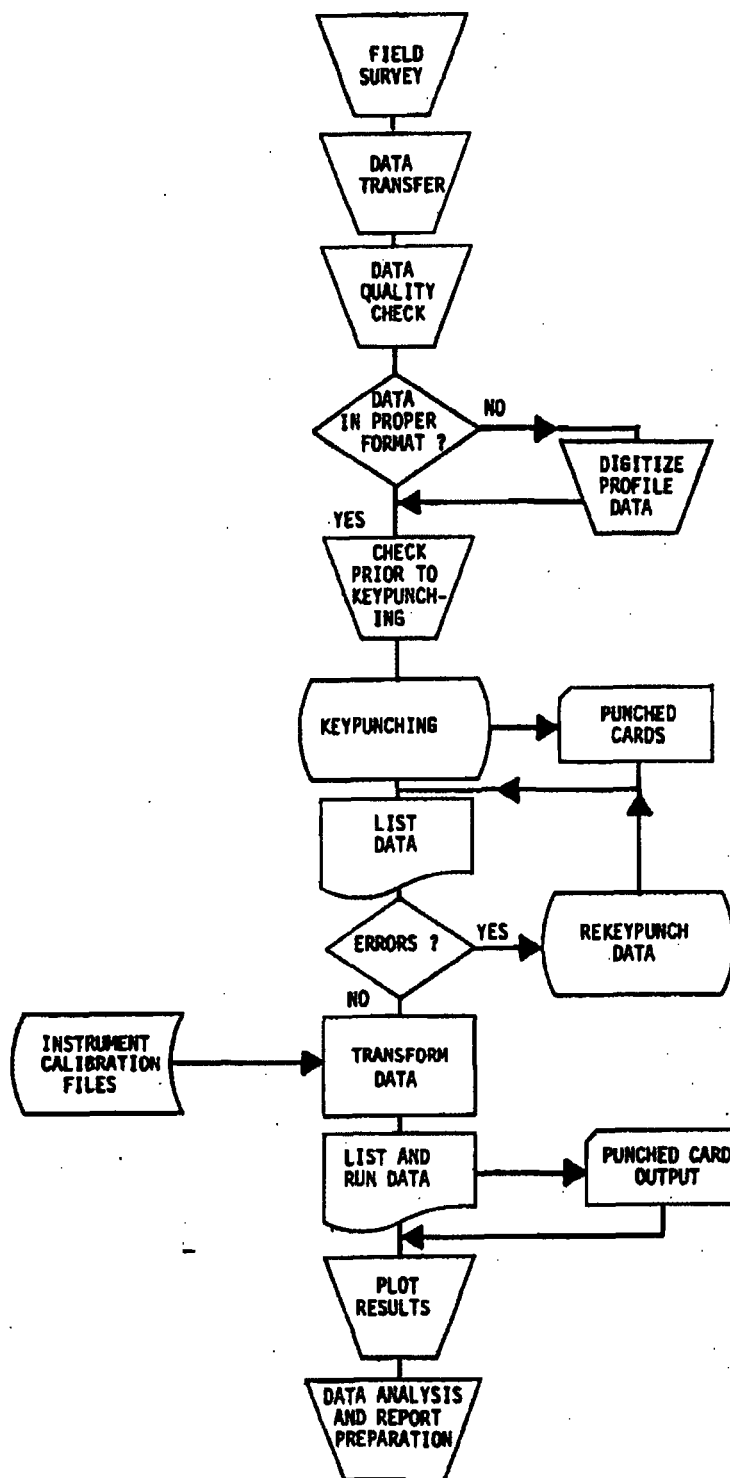 FIELD
SURVEY
DATA
TRANSFER
DATA
QUALITY
CHECK
DATA
IN PROPER
FORMAT ?
NO
DIGITIZE
PROFILE
DATA
YES
CHECK
PRIOR TO
KEYPUNCH-
ING
KEYPUNCHING
PUNCHED
CARDS
LIST
DATA
ERRORS ?
YES
REKEYPUNCH
DATA
NO
INSTRUMENT
CALIBRATION
FILES
TRANSFORM
DATA
LIST AND
RUN DATA
PUNCHED CARD
OUTPUT
PLOT
RESULTS
DATA ANALYSIS
AND REPORT
PREPARATION